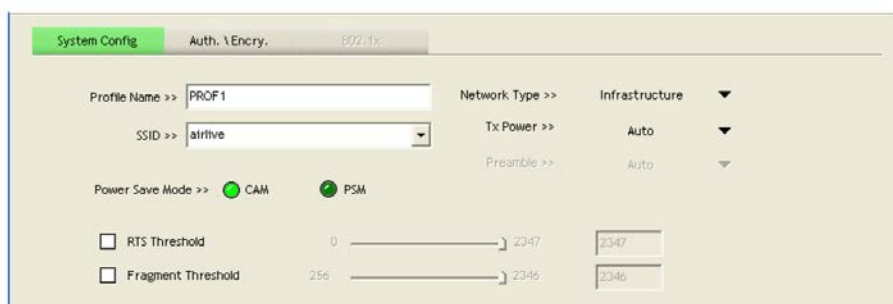 System Config Auth. \ Encry. 802.1x
Profile Name >> PROF1 Network Type >> Infrastructure
SSID >> airlive Tx Power >> Auto
Preamble >> Auto
Power Save Mode >> CAM PSM
RTS Threshold 0 2347 2347
Fragment Threshold 256 2346 2346